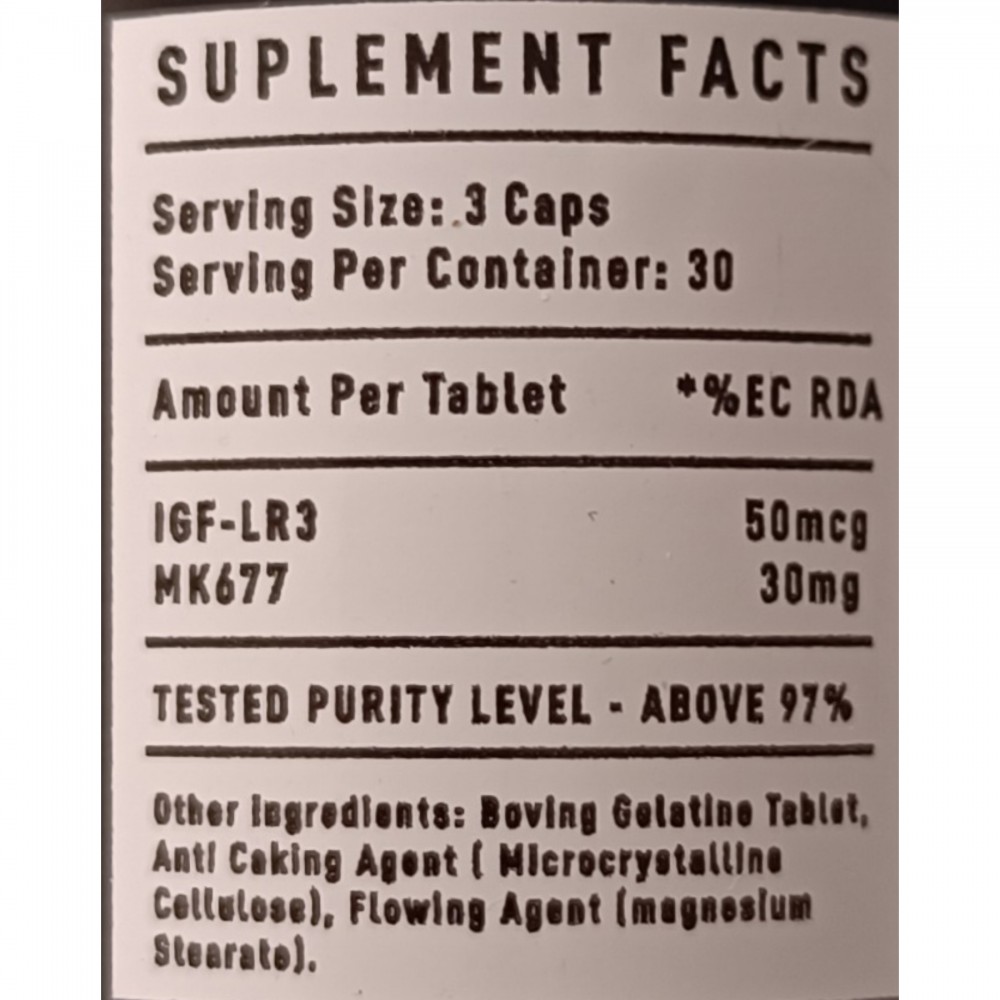 SUPLEMENT FACTS
Serving Size: 3 Caps
Serving Per Container: 30
Amount Per Tablet *%EC RDA
IGF-LR3 50mcg
MK677 30mg
TESTED PURITY LEVEL - ABOVE 97%
Other Ingredients: Boving Gelatine Tablet,
Anti Caking Agent ( Microcrystalline
Cellulose), Flowing Agent (magnesium
Stearate).